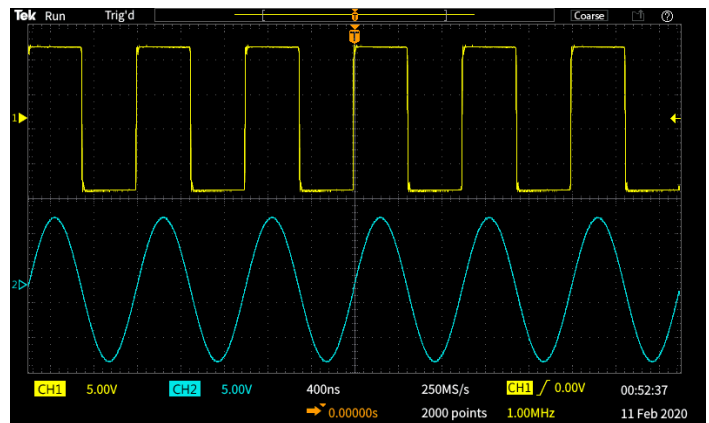 Tek Run Trig'd T Coarse 1 ?
T
1
2
CH1 5.00V CH2 5.00V 400ns 250MS/s CH1 0.00V 00:52:37
0.00000s 2000 points 1.00MHz 11 Feb 2020